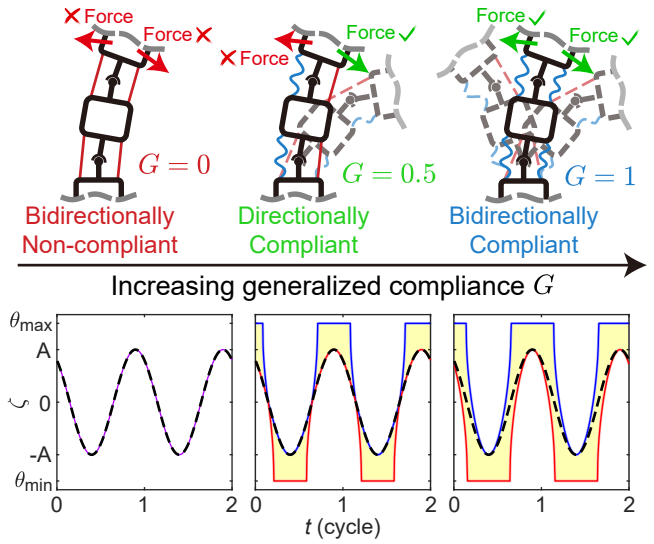 ✗ Force
Force ✗
✗ Force
Force ✓
Force ✓
Force ✓
G = 0
G = 0.5
G = 1
Bidirectionally
Non-compliant
Directionally
Compliant
Bidirectionally
Compliant
Increasing generalized compliance G
θmax
A
ζ
0
-A
θmin
0 1 2
0 1 2
0 1 2
t (cycle)